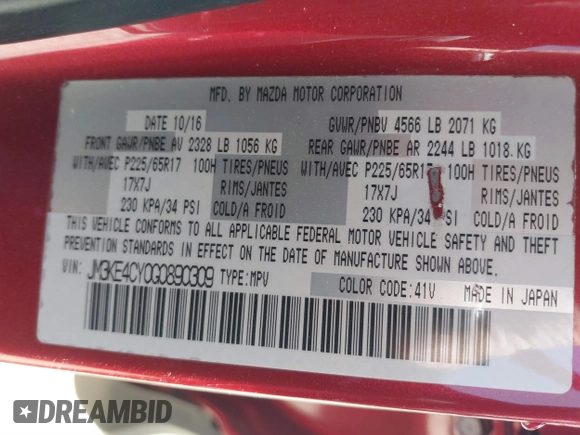 MFD. BY MAZDA MOTOR CORPORATION
DATE 10/16 GVWR/PNBV 4566 LB 2071 KG
FRONT GAWR/PNBE AV 2328 LB 1056 KG REAR GAWR/PNBE AR 2244 LB 1018.KG
WITH/AVEC P225/65R17 100H TIRES/PNEUS WITH/AVEC P225/65R17 100H TIRES/PNEUS
17X7J RIMS/JANTES 17X7J RIMS/JANTES
230 KPA/34 PSI COLD/A FROID 230 KPA/34 PSI COLD/A FROID
THIS VEHICLE CONFORMS TO ALL APPLICABLE FEDERAL MOTOR VEHICLE SAFETY AND THEFT
PREVENTION STANDARDS IN EFFECT ON THE DATE OF MANUFACTURE SHOWN ABOVE.
VIN: JM3KE4CY0G0890309 TYPE: MPV COLOR CODE: 41V MADE IN JAPAN
DREAMBID